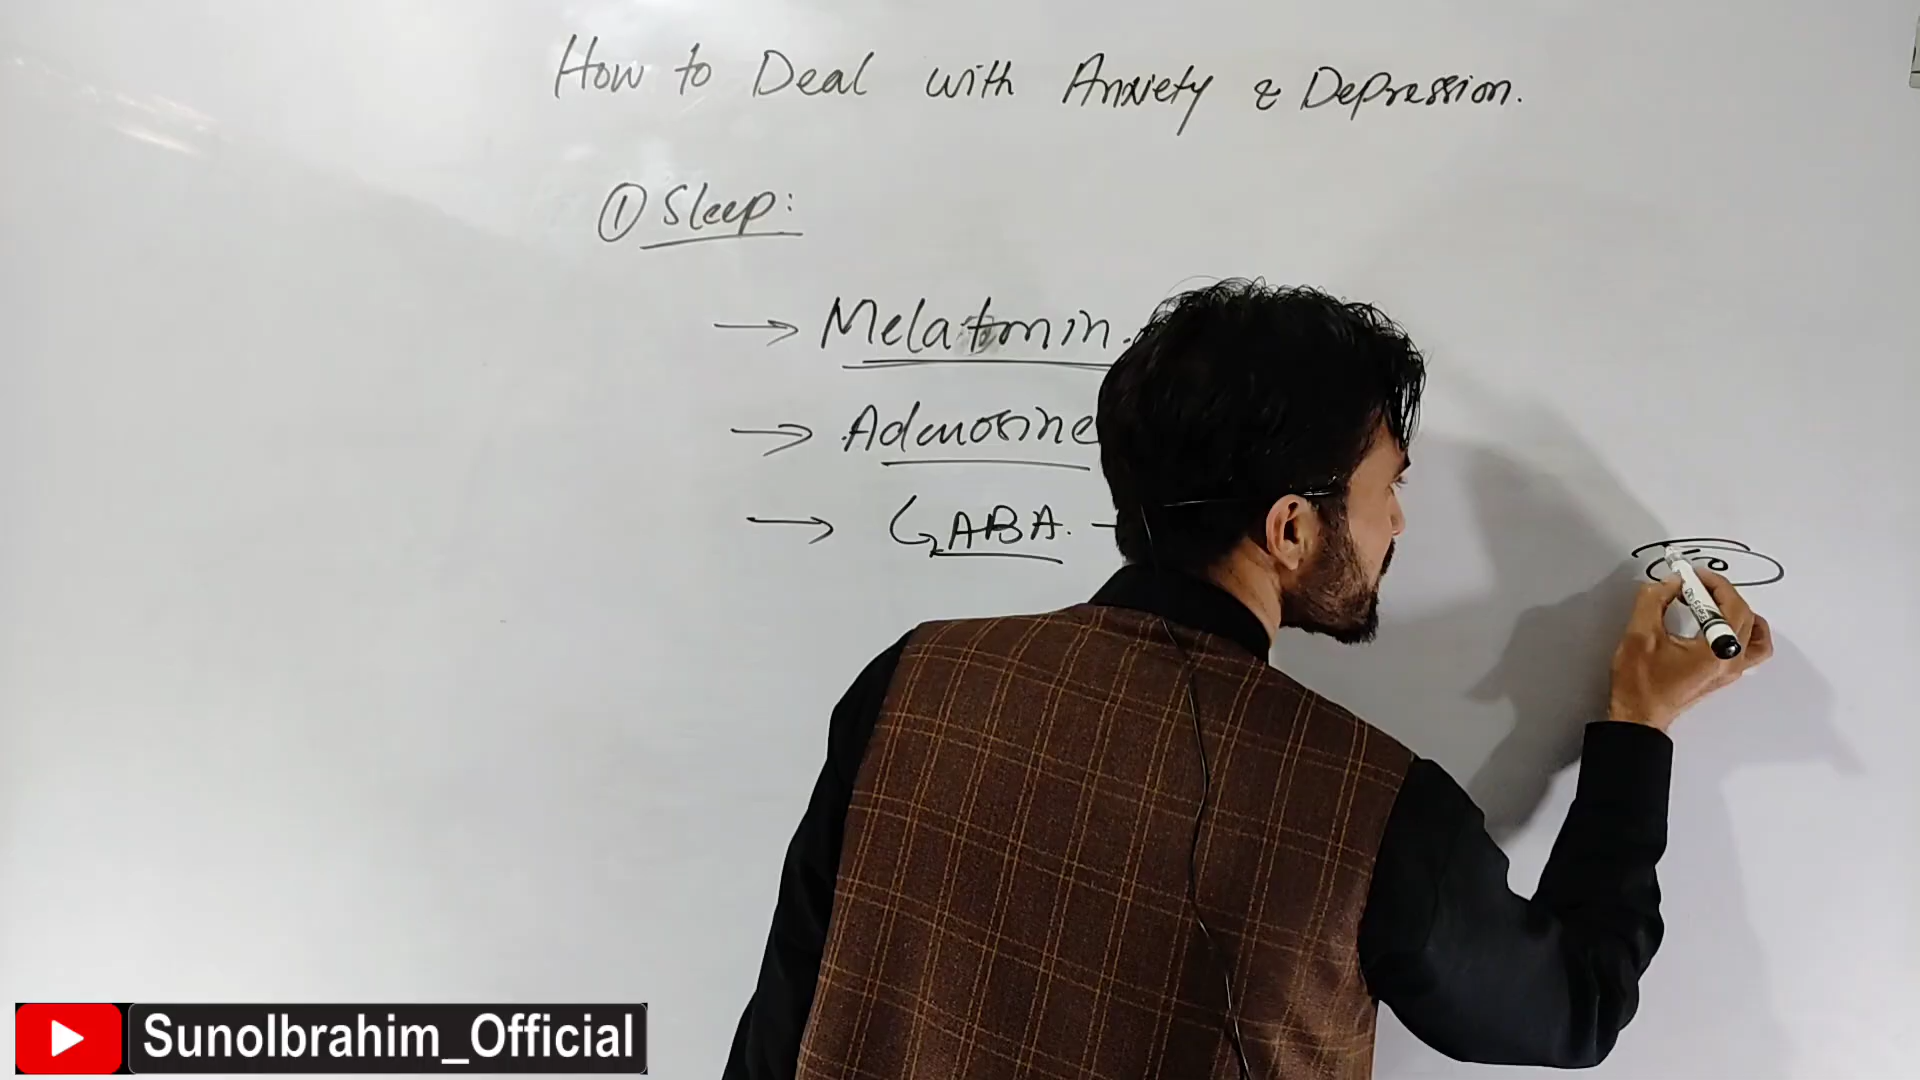 How to Deal with Anxiety & Depression.
① Sleep:
→ Melatonin.
→ Adenosine
→ GABA. -
SunoIbrahim_Official